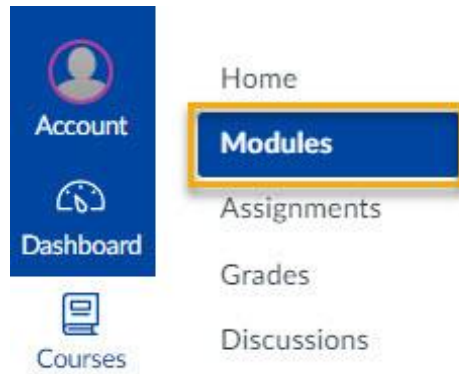 Account
Dashboard
Courses
Home
Modules
Assignments
Grades
Discussions